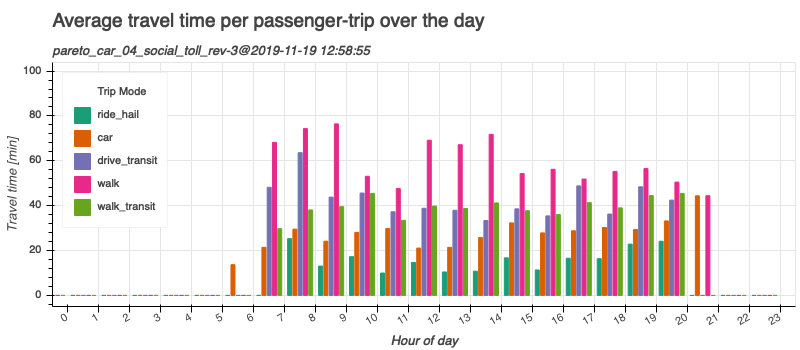 Average travel time per passenger-trip over the day
pareto_car_04_social_toll_rev-3@2019-11-19 12:58:55
Travel time [min]
100
80
60
40
20
0
Trip Mode
ride_hail
car
drive_transit
walk
walk_transit
0 1 2 3 4 5 6 7 8 9 10 11 12 13 14 15 16 17 18 19 20 21 22 23
Hour of day